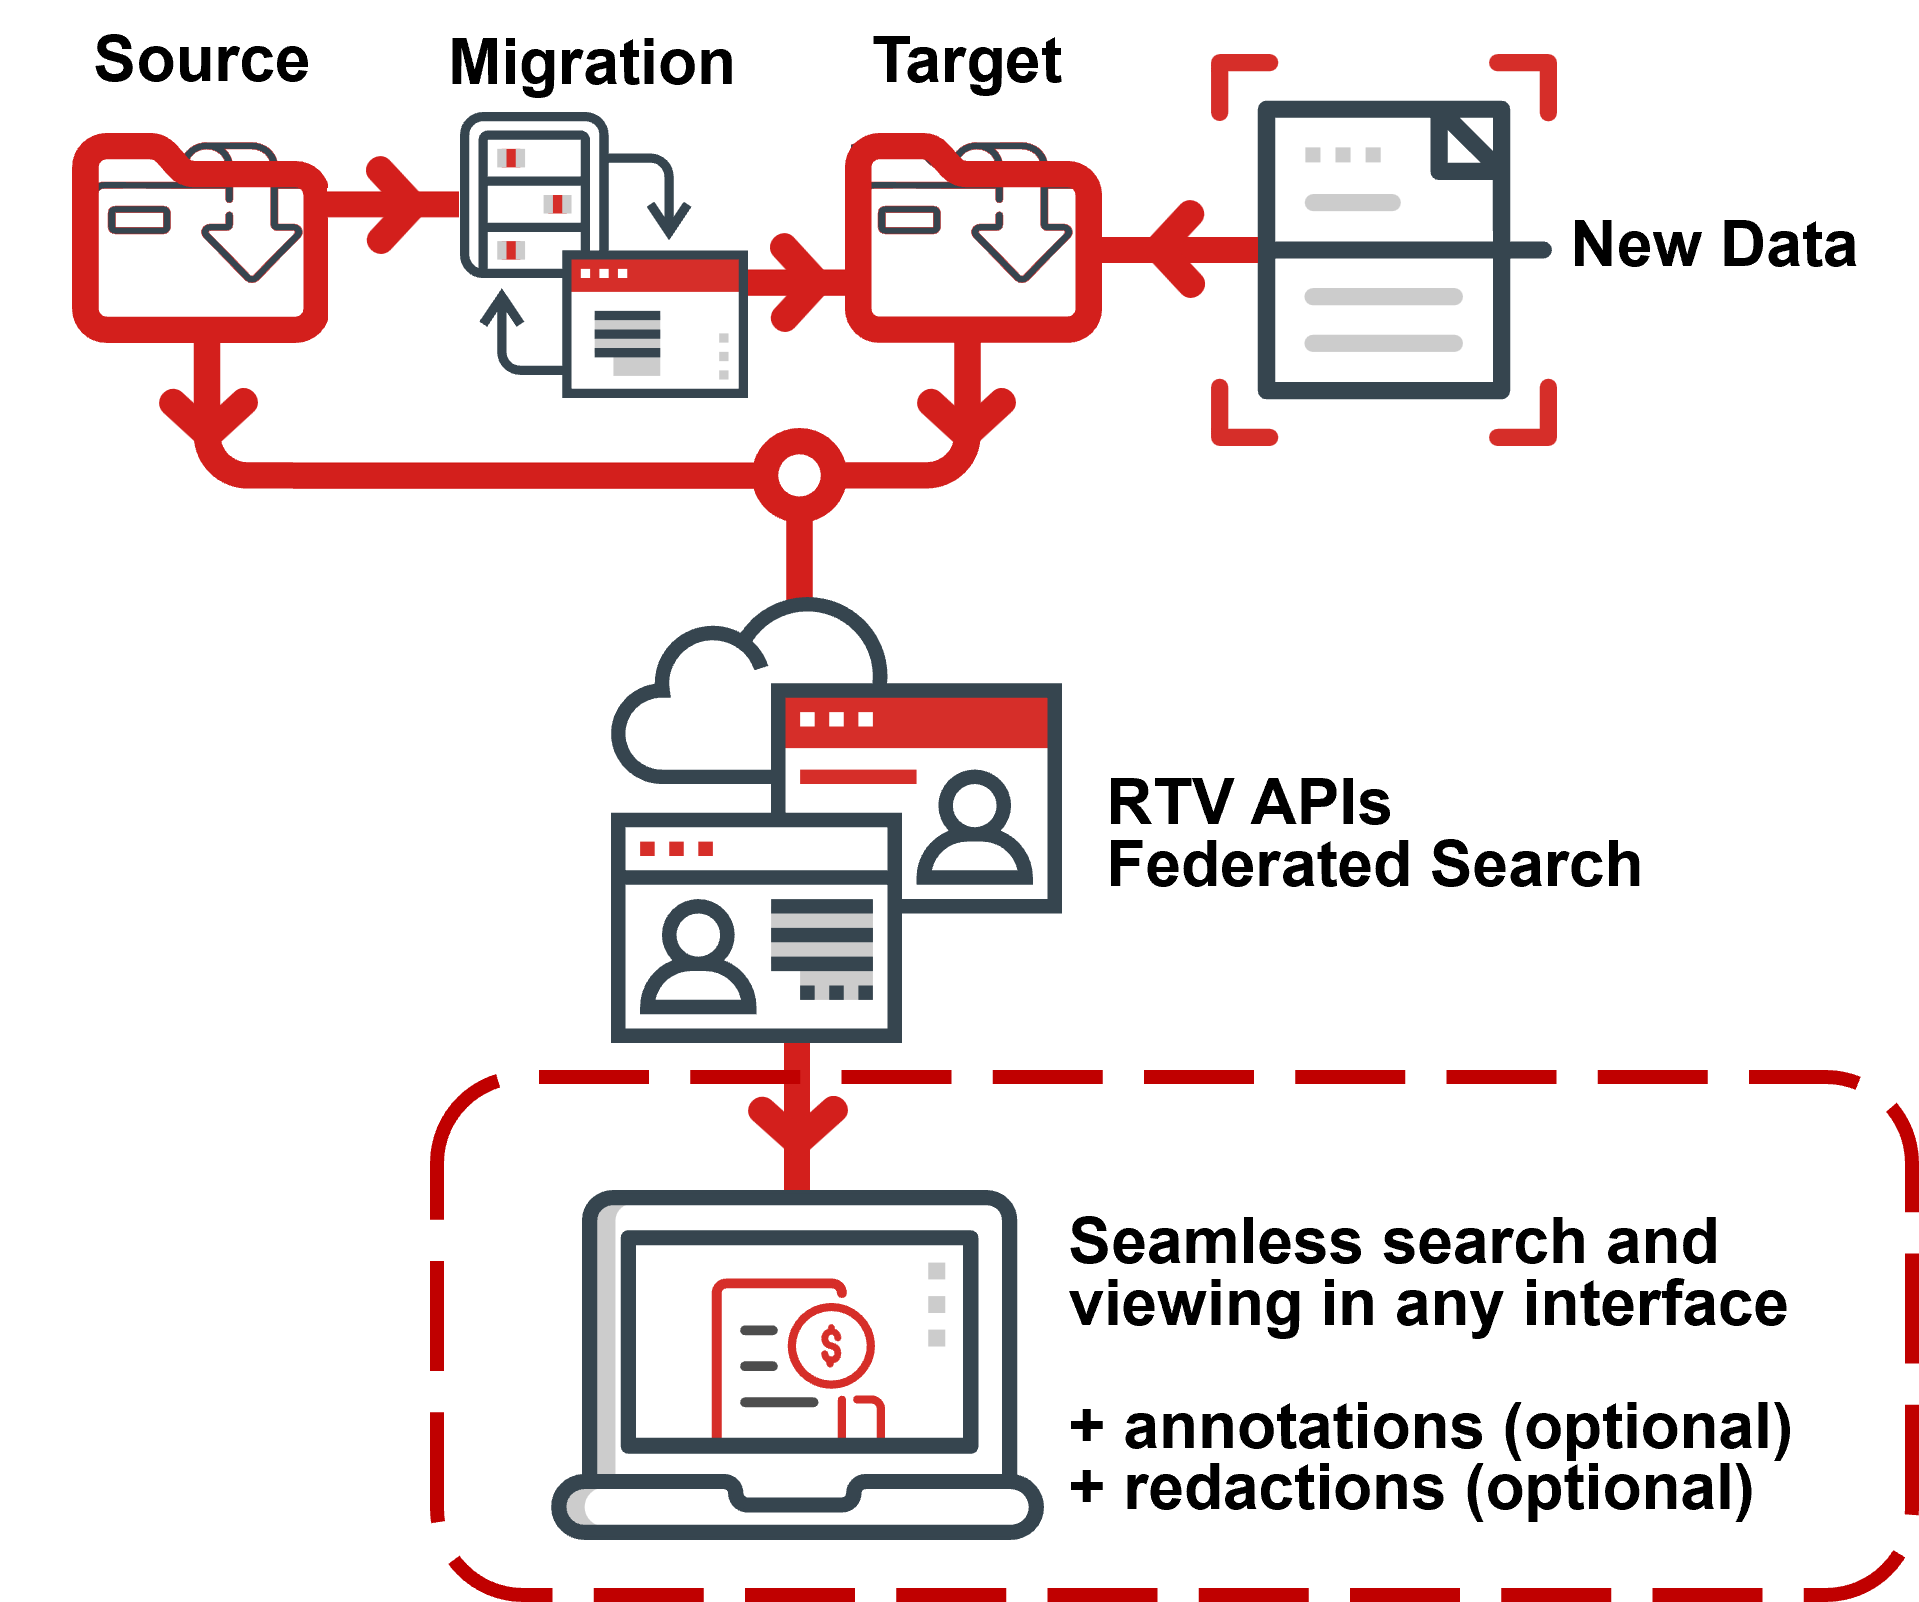 Source
Migration
Target
New Data
RTV APIs
Federated Search
Seamless search and
viewing in any interface
$
+ annotations (optional)
+ redactions (optional)